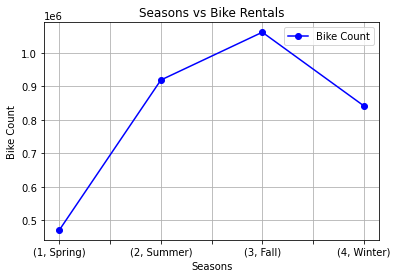 Seasons vs Bike Rentals
1e6
Bike Count
1.0
0.9
0.8
0.7
0.6
0.5
Bike Count
(1, Spring) (2, Summer) (3, Fall) (4, Winter)
Seasons